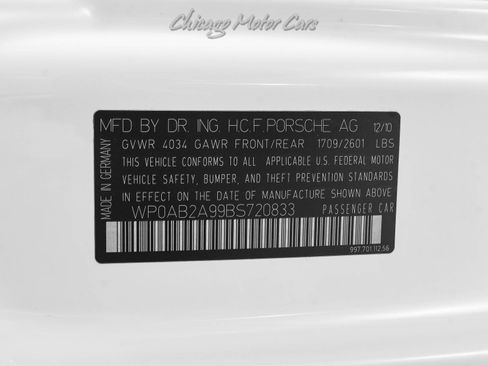 Chicago Motor Cars
MFD BY DR. ING. H.C.F. PORSCHE AG 12/10
GVWR 4034 GAWR FRONT/REAR 1709/2601 LBS
THIS VEHICLE CONFORMS TO ALL APPLICABLE U.S. FEDERAL MOTOR
VEHICLE SAFETY, BUMPER, AND THEFT PREVENTION STANDARDS
IN EFFECT ON THE DATE OF MANUFACTURE SHOWN ABOVE
WP0AB2A99BS720833 PASSENGER CAR
MADE IN GERMANY
997.701.112.56